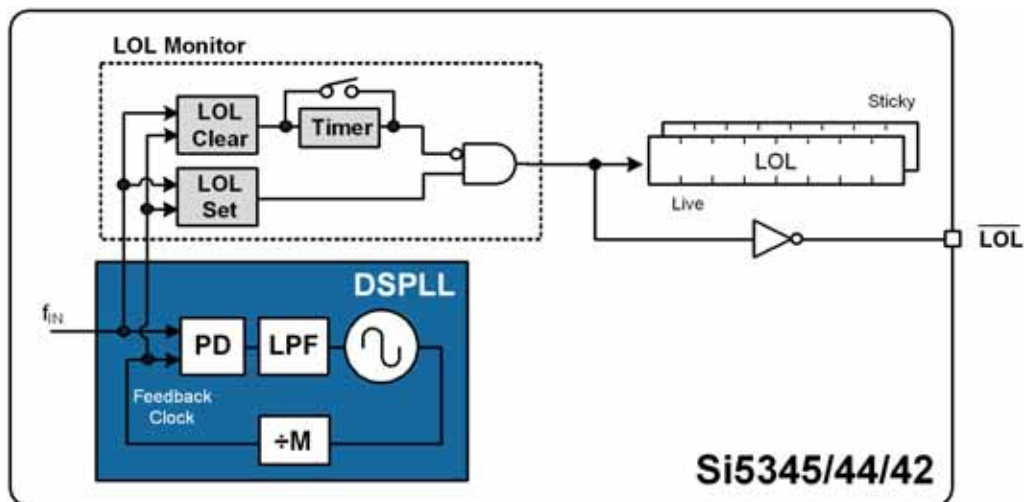 LOL Monitor
LOL
Clear
Timer
LOL
Set
Sticky
LOL
Live
LOL
DSPLL
fIN
PD
LPF
Feedback
Clock
÷M
Si5345/44/42